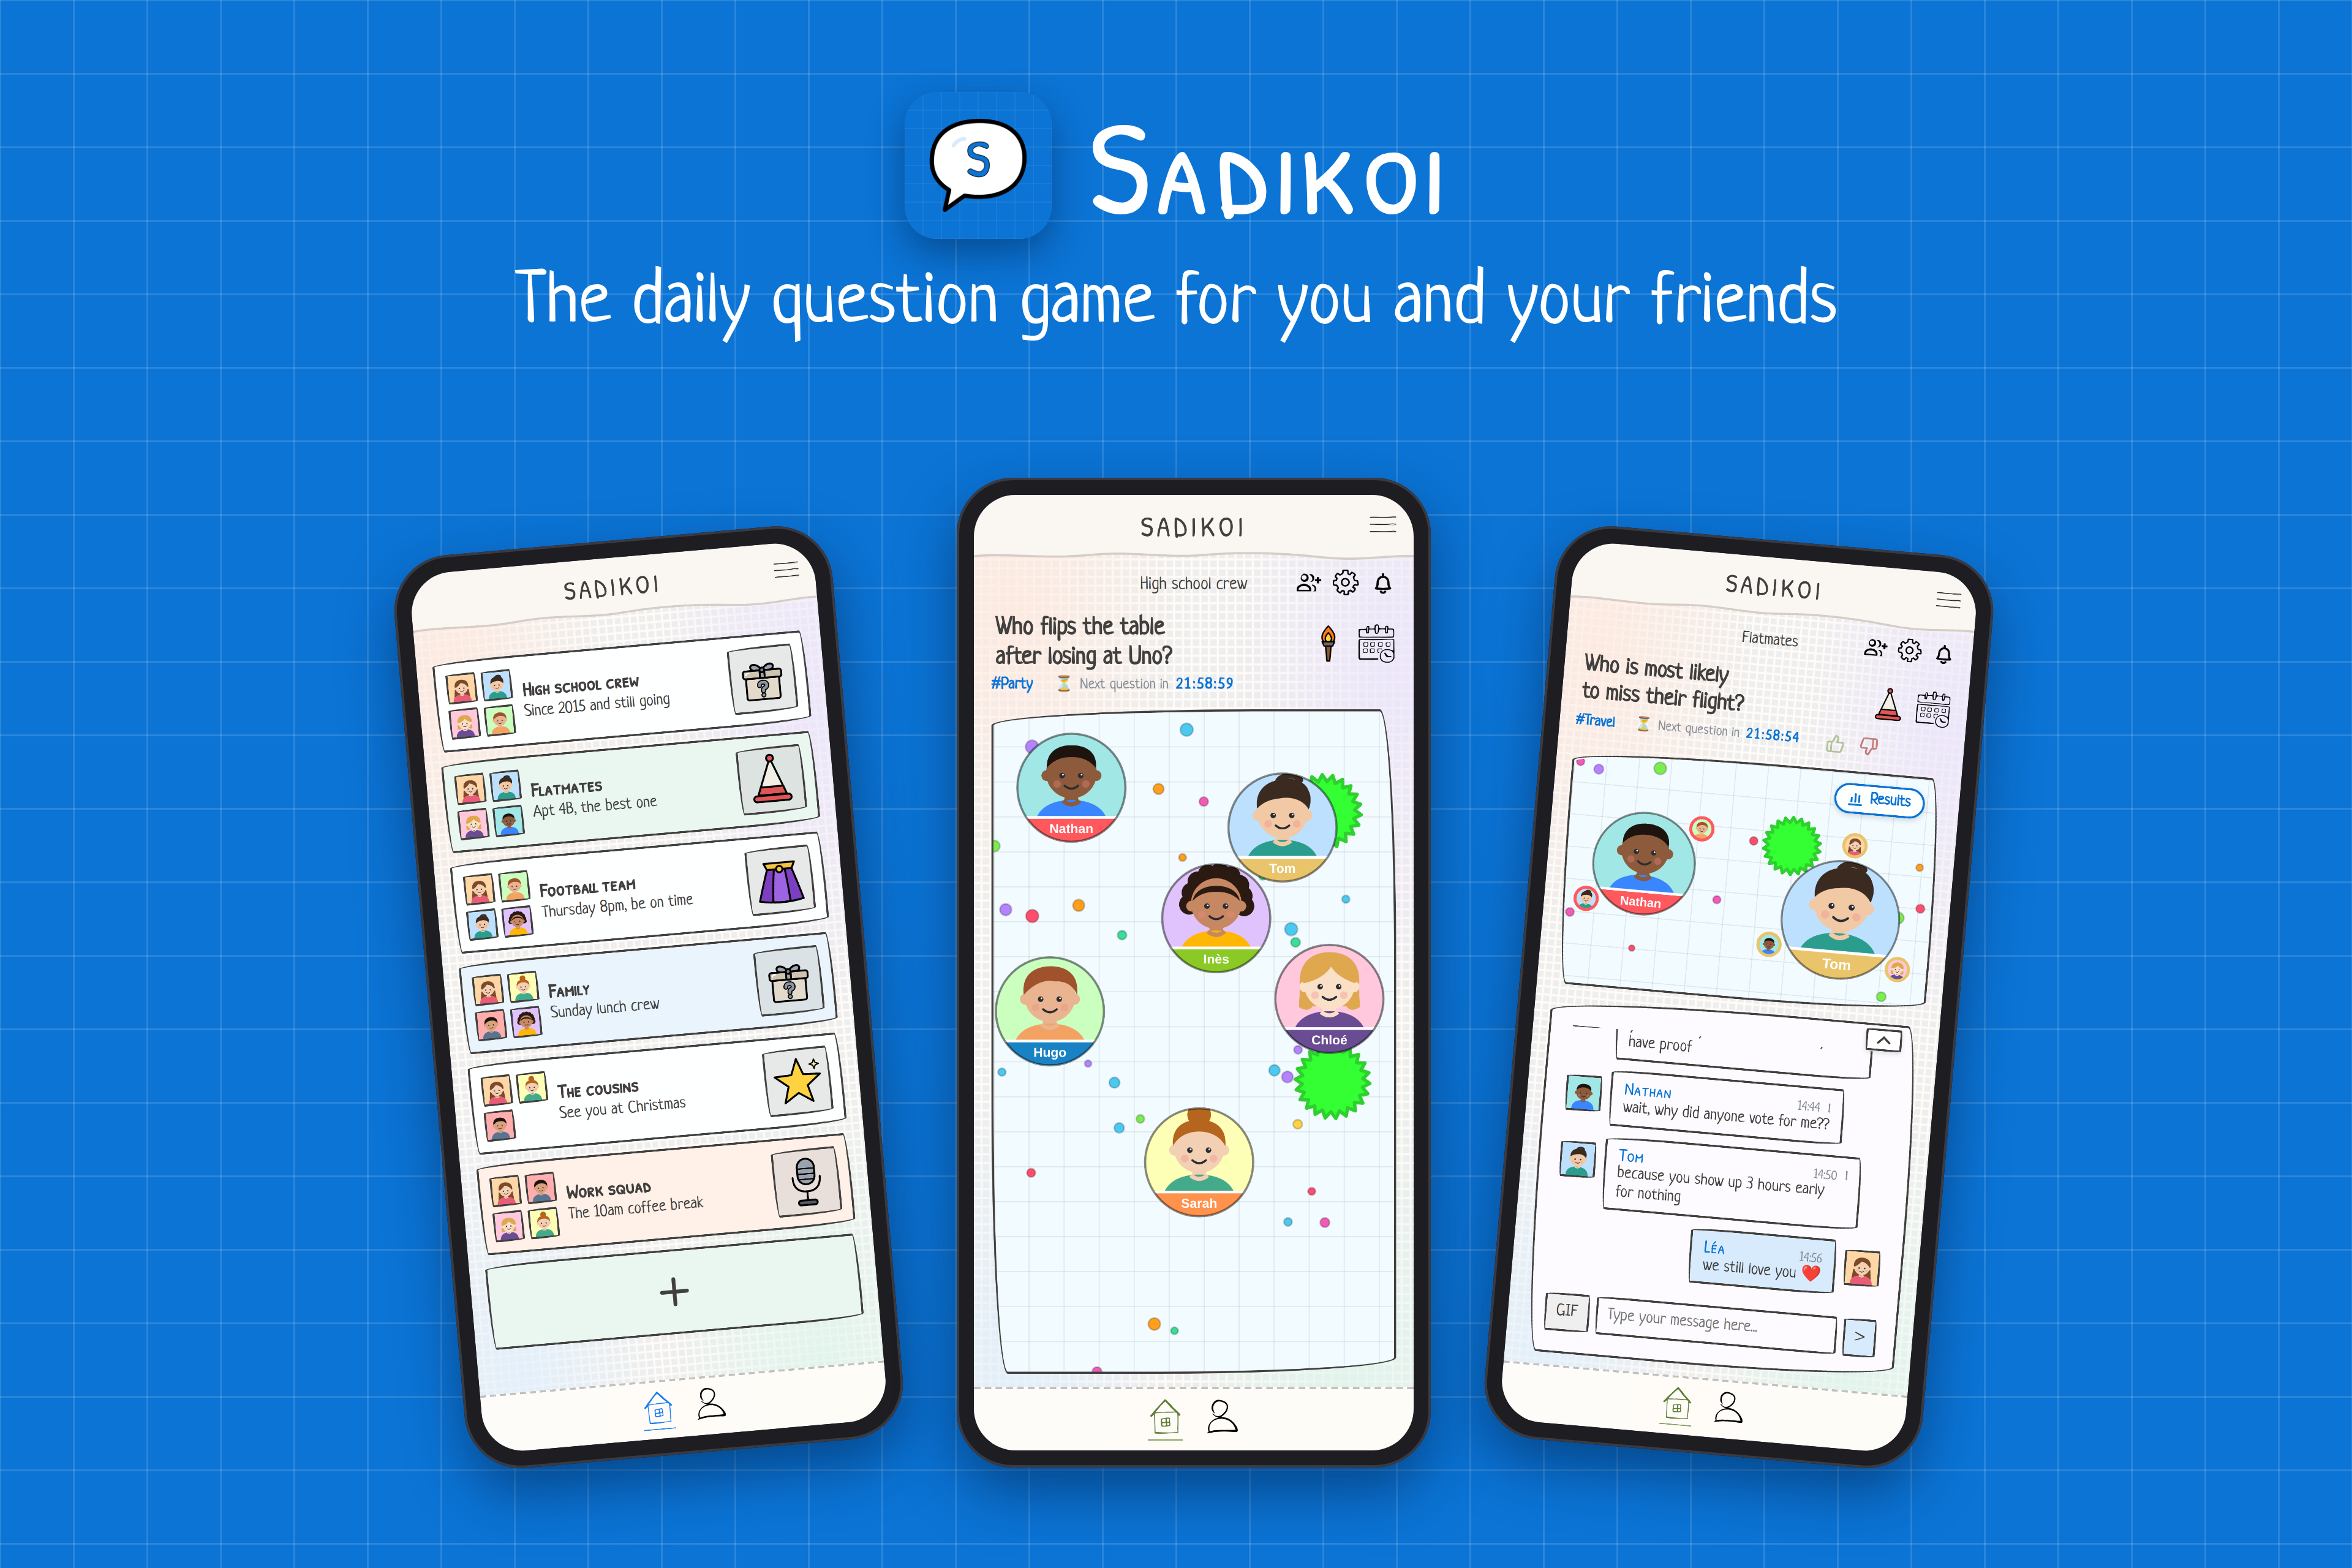 S
SADIKOI
The daily question game for you and your friends
SADIKOI
HIGH SCHOOL CREW
Since 2015 and still going
?
FLATMATES
Apt 4B, the best one
FOOTBALL TEAM
Thursday 8pm, be on time
FAMILY
Sunday lunch crew
?
THE COUSINS
See you at Christmas
WORK SQUAD
The 10am coffee break
+
SADIKOI
High school crew
Who flips the table
after losing at Uno?
#Party
Next question in 21:58:59
Nathan
Tom
Inès
Chloé
Hugo
Sarah
SADIKOI
Flatmates
Who is most likely
to miss their flight?
#Travel
Next question in 21:58:54
Results
Nathan
Tom
have proof
NATHAN
14:44
wait, why did anyone vote for me??
TOM
14:50
because you show up 3 hours early
for nothing
LÉA
14:56
we still love you ❤️
GIF
Type your message here...
>